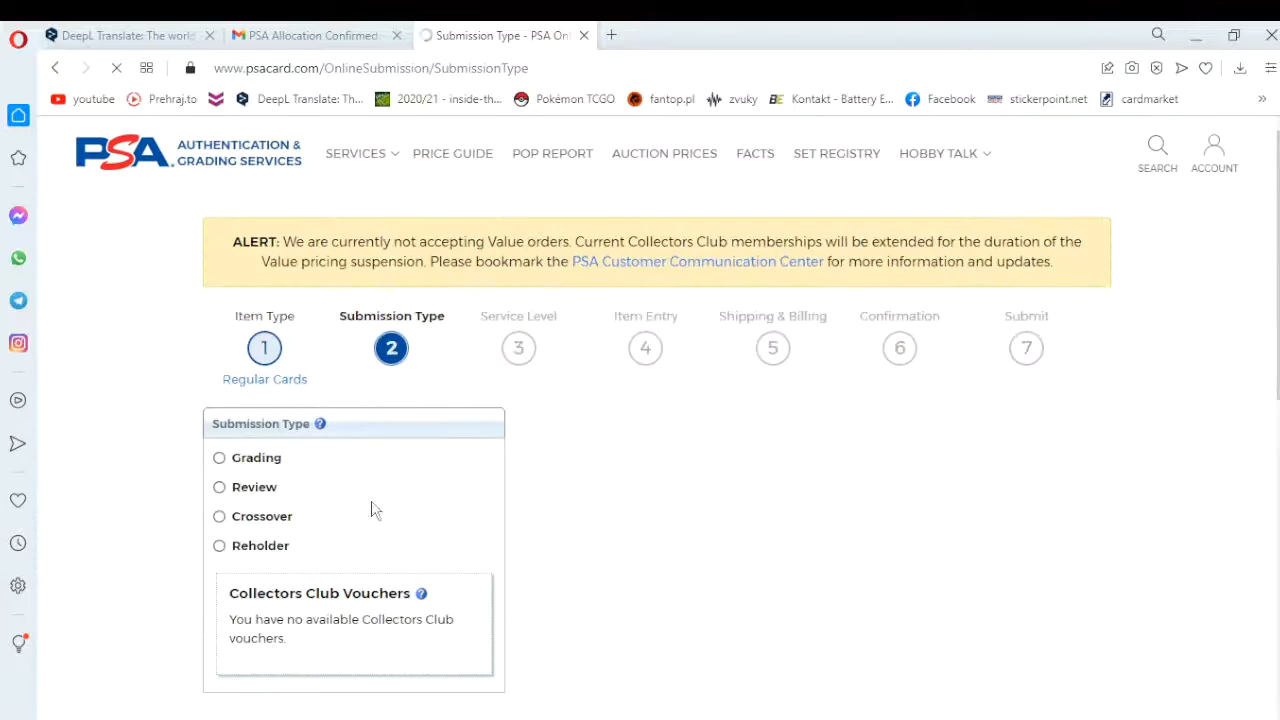 DeepL Translate: The world
PSA Allocation Confirmed
Submission Type - PSA Onl
www.psacard.com/OnlineSubmission/SubmissionType
youtube
Prehraj.to
DeepL Translate: Th...
2020/21 - inside-th...
Pokémon TCGO
fantop.pl
zvuky
BE Kontakt - Battery E...
Facebook
stickerpoint.net
cardmarket
PSA AUTHENTICATION &
GRADING SERVICES
SERVICES
PRICE GUIDE
POP REPORT
AUCTION PRICES
FACTS
SET REGISTRY
HOBBY TALK
SEARCH
ACCOUNT
ALERT: We are currently not accepting Value orders. Current Collectors Club memberships will be extended for the duration of the
Value pricing suspension. Please bookmark the PSA Customer Communication Center for more information and updates.
Item Type
Submission Type
Service Level
Item Entry
Shipping & Billing
Confirmation
Submit
1
2
3
4
5
6
7
Regular Cards
Submission Type ?
Grading
Review
Crossover
Reholder
Collectors Club Vouchers ?
You have no available Collectors Club
vouchers.